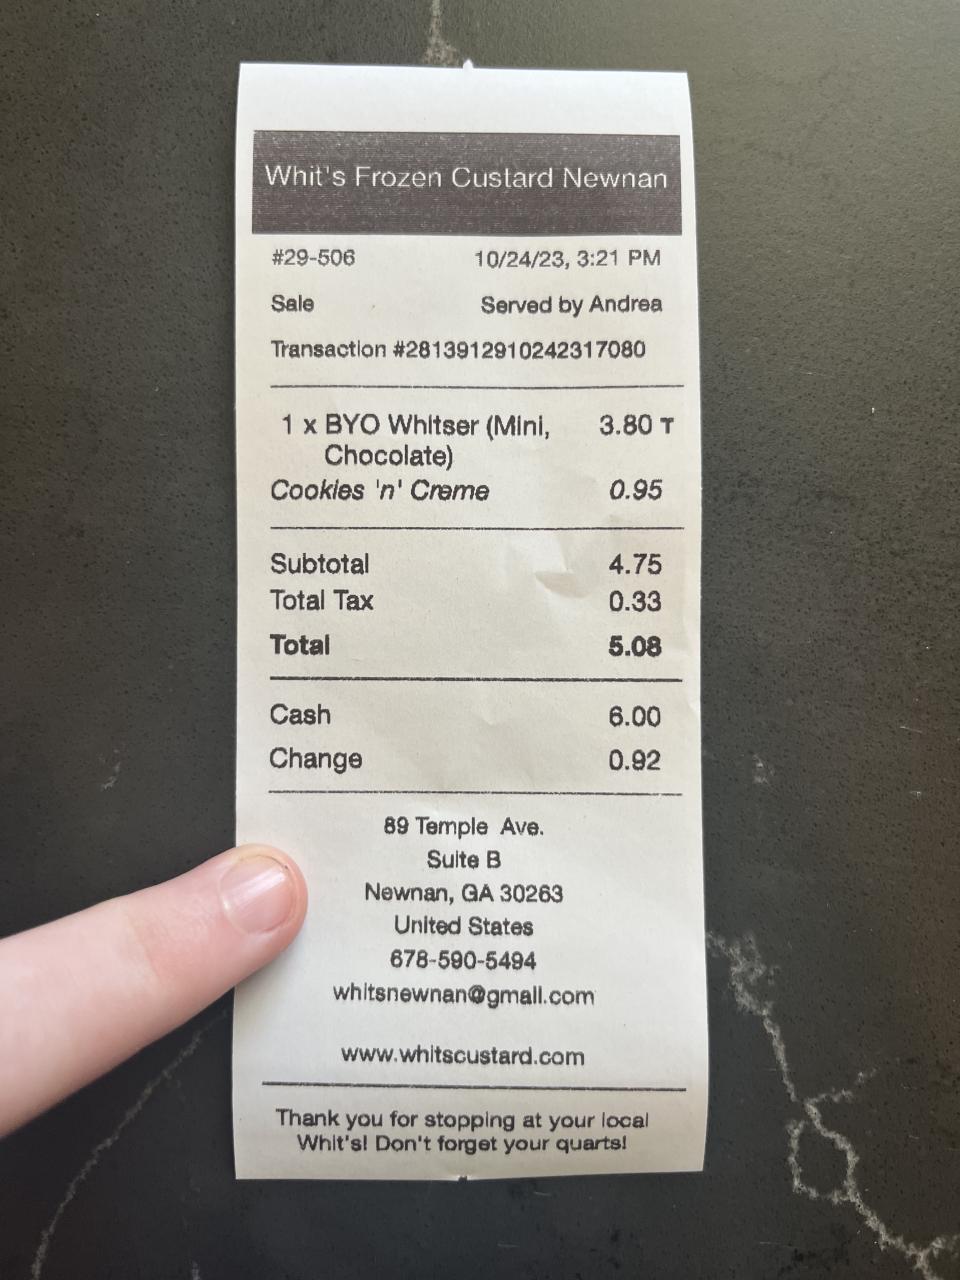 Whit's Frozen Custard Newnan
#29-506 10/24/23, 3:21 PM
Sale Served by Andrea
Transaction #2813912910242317080
1 x BYO Whitser (Mini, 3.80 T
Chocolate)
Cookies 'n' Creme 0.95
Subtotal 4.75
Total Tax 0.33
Total 5.08
Cash 6.00
Change 0.92
89 Temple Ave.
Suite B
Newnan, GA 30263
United States
678-590-5494
whitsnewnan@gmail.com
www.whitscustard.com
Thank you for stopping at your local
Whit's! Don't forget your quarts!